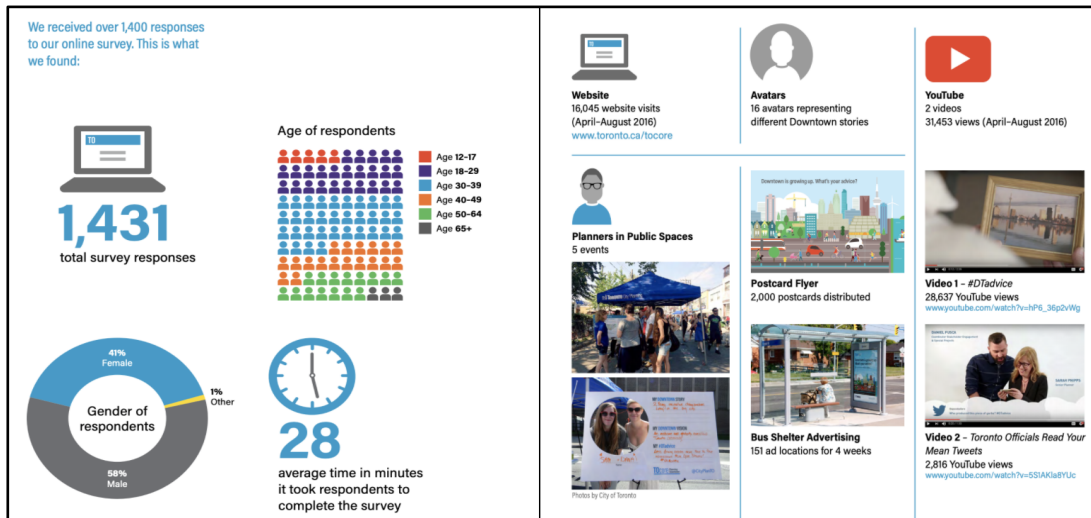 We received over 1,400 responses
to our online survey. This is what
we found:
TO
1,431
total survey responses
Age of respondents
Age 12–17
Age 18–29
Age 30–39
Age 40–49
Age 50–64
Age 65+
41%
Female
1%
Other
Gender of
respondents
58%
Male
28
average time in minutes
it took respondents to
complete the survey
TO
Website
16,045 website visits
(April–August 2016)
www.toronto.ca/tocore
Avatars
16 avatars representing
different Downtown stories
YouTube
2 videos
31,453 views (April–August 2016)
Planners in Public Spaces
5 events
Photos by City of Toronto
Downtown is growing up. What's your advice?
Postcard Flyer
2,000 postcards distributed
Bus Shelter Advertising
151 ad locations for 4 weeks
Video 1 – #DTadvice
28,637 YouTube views
www.youtube.com/watch?v=hP6_36p2vWg
Video 2 – Toronto Officials Read Your
Mean Tweets
2,816 YouTube views
www.youtube.com/watch?v=5SlAKla8YUc